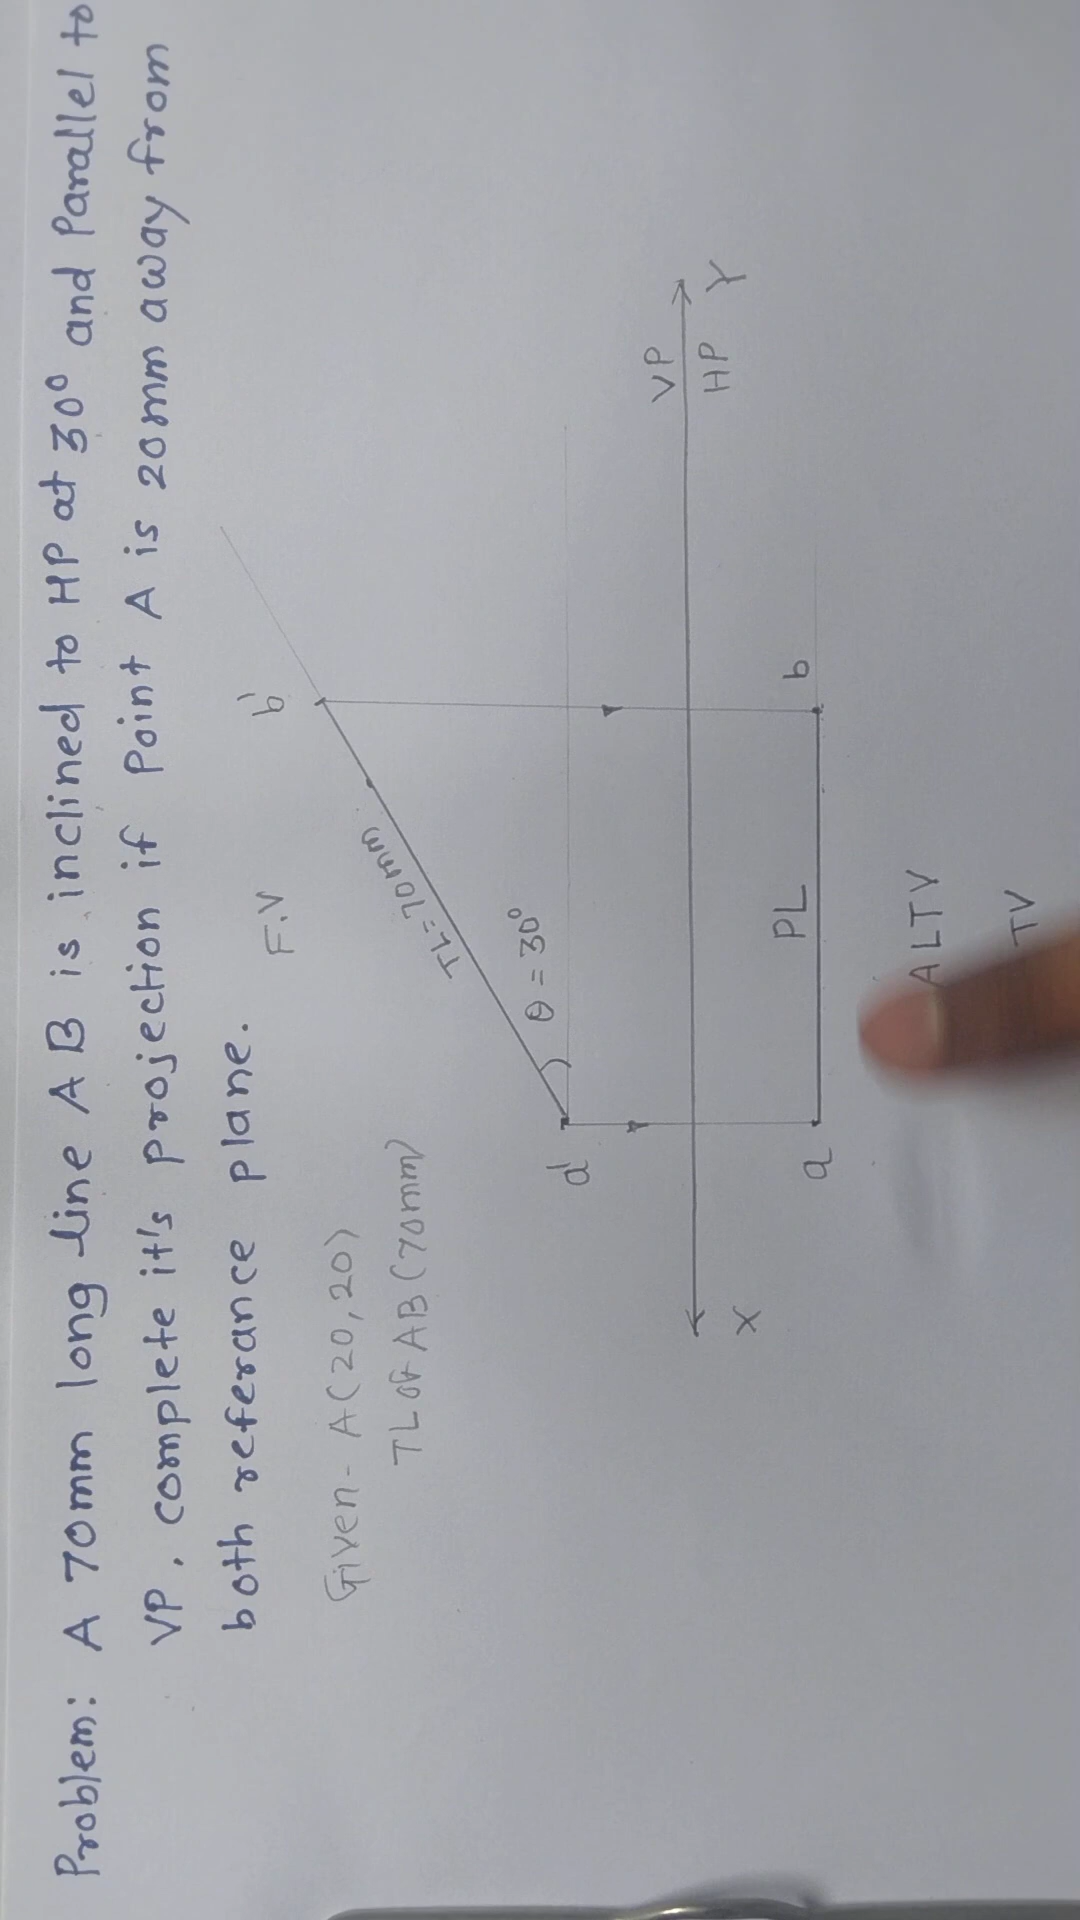 Problem: A 70mm long line AB is inclined to HP at 30° and Parallel to
VP. complete it's projection if Point A is 20mm away from
both referance plane.
Given - A(20,20)
TL of AB (70mm)
F.V
b'
TL=70mm
θ = 30°
a'
VP
HP
X
Y
PL
a
b
ALTV
TV